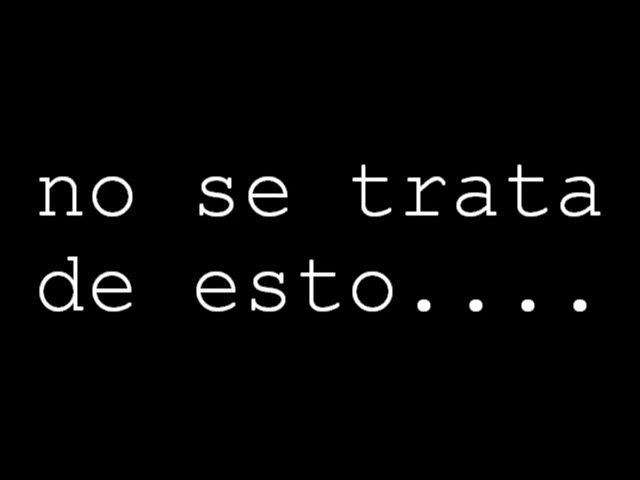 no se trata
de esto....